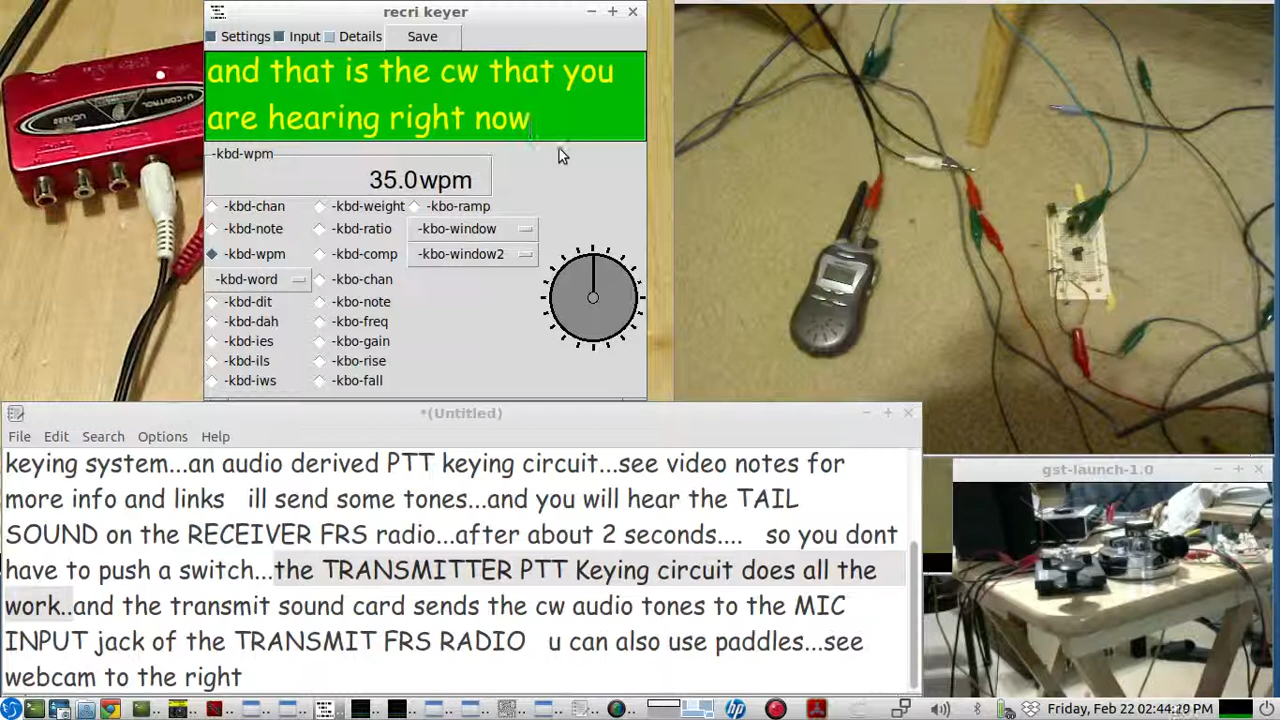 recri keyer
Settings Input Details Save
and that is the cw that you
are hearing right now
-kbd-wpm
35.0wpm
-kbd-chan -kbd-weight -kbo-ramp
-kbd-note -kbd-ratio -kbo-window
-kbd-wpm -kbd-comp -kbo-window2
-kbd-word -kbo-chan
-kbd-dit -kbo-note
-kbd-dah -kbo-freq
-kbd-ies -kbo-gain
-kbd-ils -kbo-rise
-kbd-iws -kbo-fall
U-CONTROL
*(Untitled)
File Edit Search Options Help
keying system...an audio derived PTT keying circuit...see video notes for
more info and links ill send some tones...and you will hear the TAIL
SOUND on the RECEIVER FRS radio...after about 2 seconds.... so you dont
have to push a switch...the TRANSMITTER PTT Keying circuit does all the
work..and the transmit sound card sends the cw audio tones to the MIC
INPUT jack of the TRANSMIT FRS RADIO u can also use paddles...see
webcam to the right
gst-launch-1.0
Friday, Feb 22 02:44:29 PM